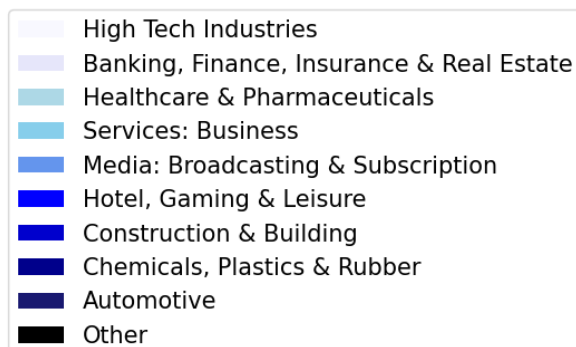 High Tech Industries
Banking, Finance, Insurance & Real Estate
Healthcare & Pharmaceuticals
Services: Business
Media: Broadcasting & Subscription
Hotel, Gaming & Leisure
Construction & Building
Chemicals, Plastics & Rubber
Automotive
Other